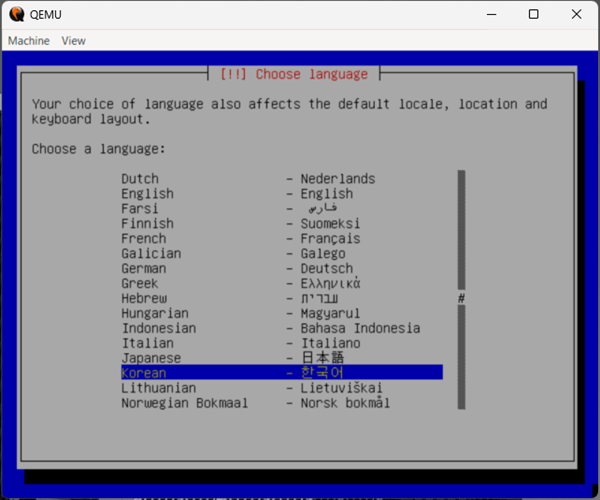 QEMU
Machine View
[!!] Choose language
Your choice of language also affects the default locale, location and
keyboard layout.
Choose a language:
Dutch - Nederlands
English - English
Farsi - فارسی
Finnish - Suomeksi
French - Français
Galician - Galego
German - Deutsch
Greek - Ελληνικά
Hebrew - עברית
Hungarian - Magyarul
Indonesian - Bahasa Indonesia
Italian - Italiano
Japanese - 日本語
Korean - 한국어
Lithuanian - Lietuviškai
Norwegian Bokmaal - Norsk bokmål